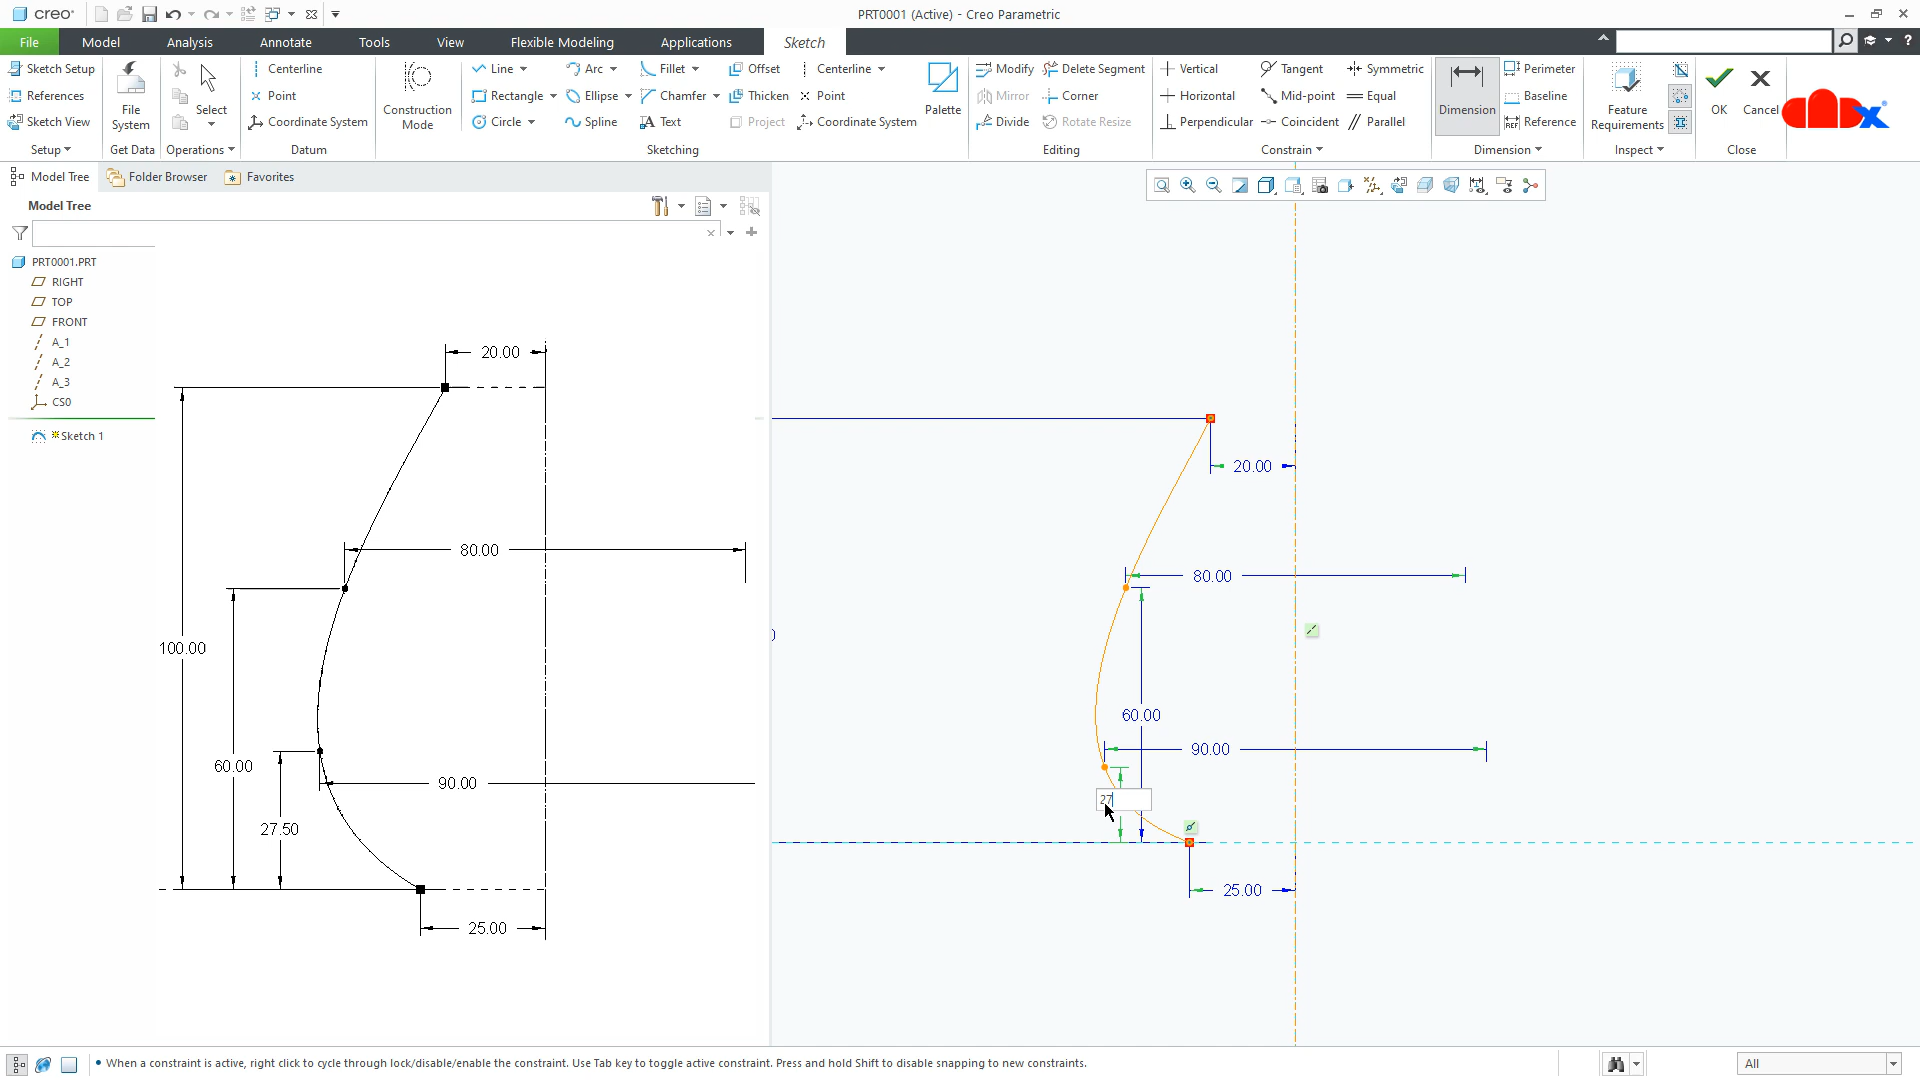 creo
PRT0001 (Active) - Creo Parametric
File Model Analysis Annotate Tools View Flexible Modeling Applications Sketch
Sketch Setup
References
Sketch View
Setup
File System
Get Data
Select
Operations
Centerline
Point
Coordinate System
Datum
Construction Mode
Line Arc Fillet Offset Centerline
Rectangle Ellipse Chamfer Thicken Point
Circle Spline Text Project Coordinate System
Palette
Sketching
Modify Delete Segment
Mirror Corner
Divide Rotate Resize
Editing
Vertical Tangent Symmetric
Horizontal Mid-point Equal
Perpendicular Coincident Parallel
Constrain
Dimension
Perimeter
Baseline
REF Reference
Dimension
Feature Requirements
Inspect
OK Cancel
Close
Model Tree Folder Browser Favorites
Model Tree
PRT0001.PRT
RIGHT
TOP
FRONT
A_1
A_2
A_3
CS0
Sketch 1
20.00
80.00
100.00
60.00
90.00
27.50
25.00
20.00
80.00
60.00
90.00
27
25.00
• When a constraint is active, right click to cycle through lock/disable/enable the constraint. Use Tab key to toggle active constraint. Press and hold Shift to disable snapping to new constraints.
All